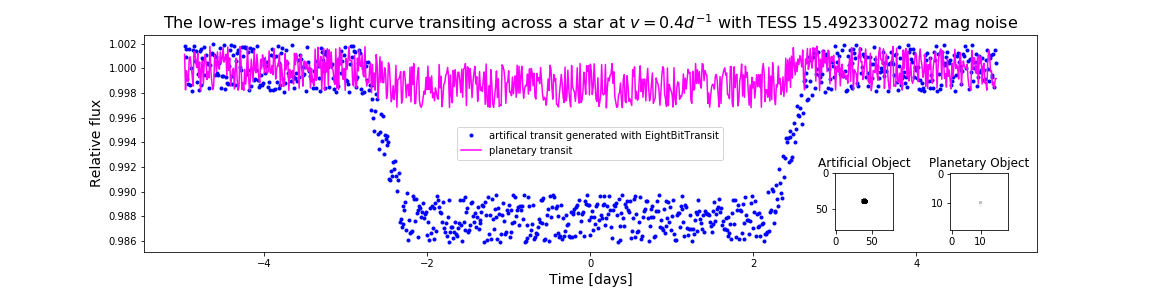 The low-res image's light curve transiting across a star at v = 0.4d⁻¹ with TESS 15.4923300272 mag noise
Relative flux
1.002
1.000
0.998
0.996
0.994
0.992
0.990
0.988
0.986
artifical transit generated with EightBitTransit
planetary transit
Artificial Object Planetary Object
0
50
0 50
0
10
0 10
−4 −2 0 2 4
Time [days]